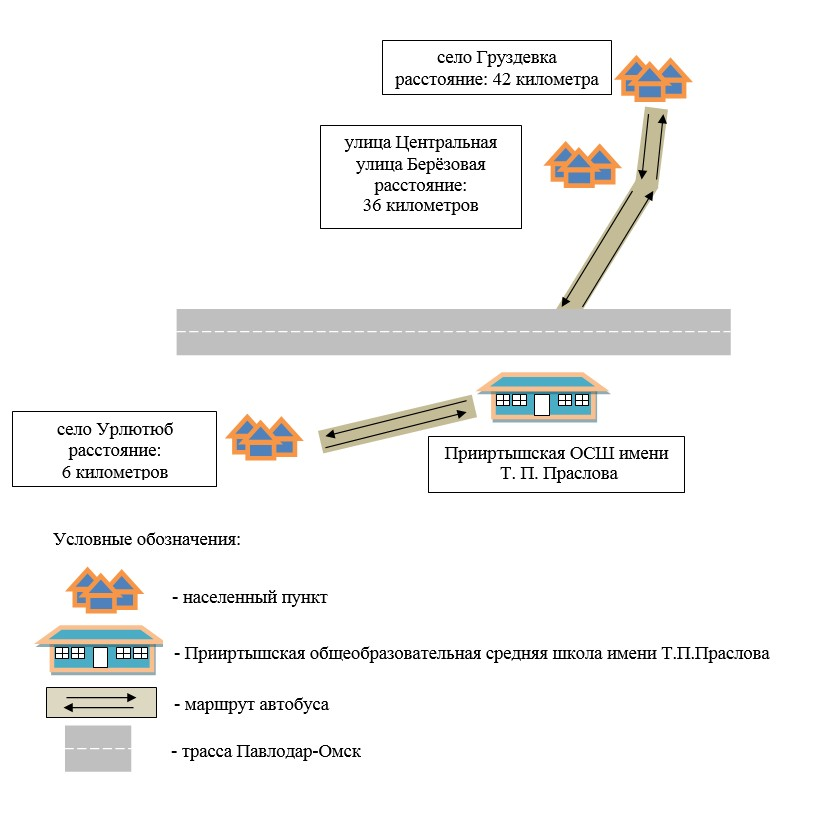 село Груздевка
расстояние: 42 километра
улица Центральная
улица Берёзовая
расстояние:
36 километров
село Урлютюб
расстояние:
6 километров
Прииртышская ОСШ имени
Т. П. Праслова
Условные обозначения:
- населенный пункт
- Прииртышская общеобразовательная средняя школа имени Т.П.Праслова
- маршрут автобуса
- трасса Павлодар-Омск